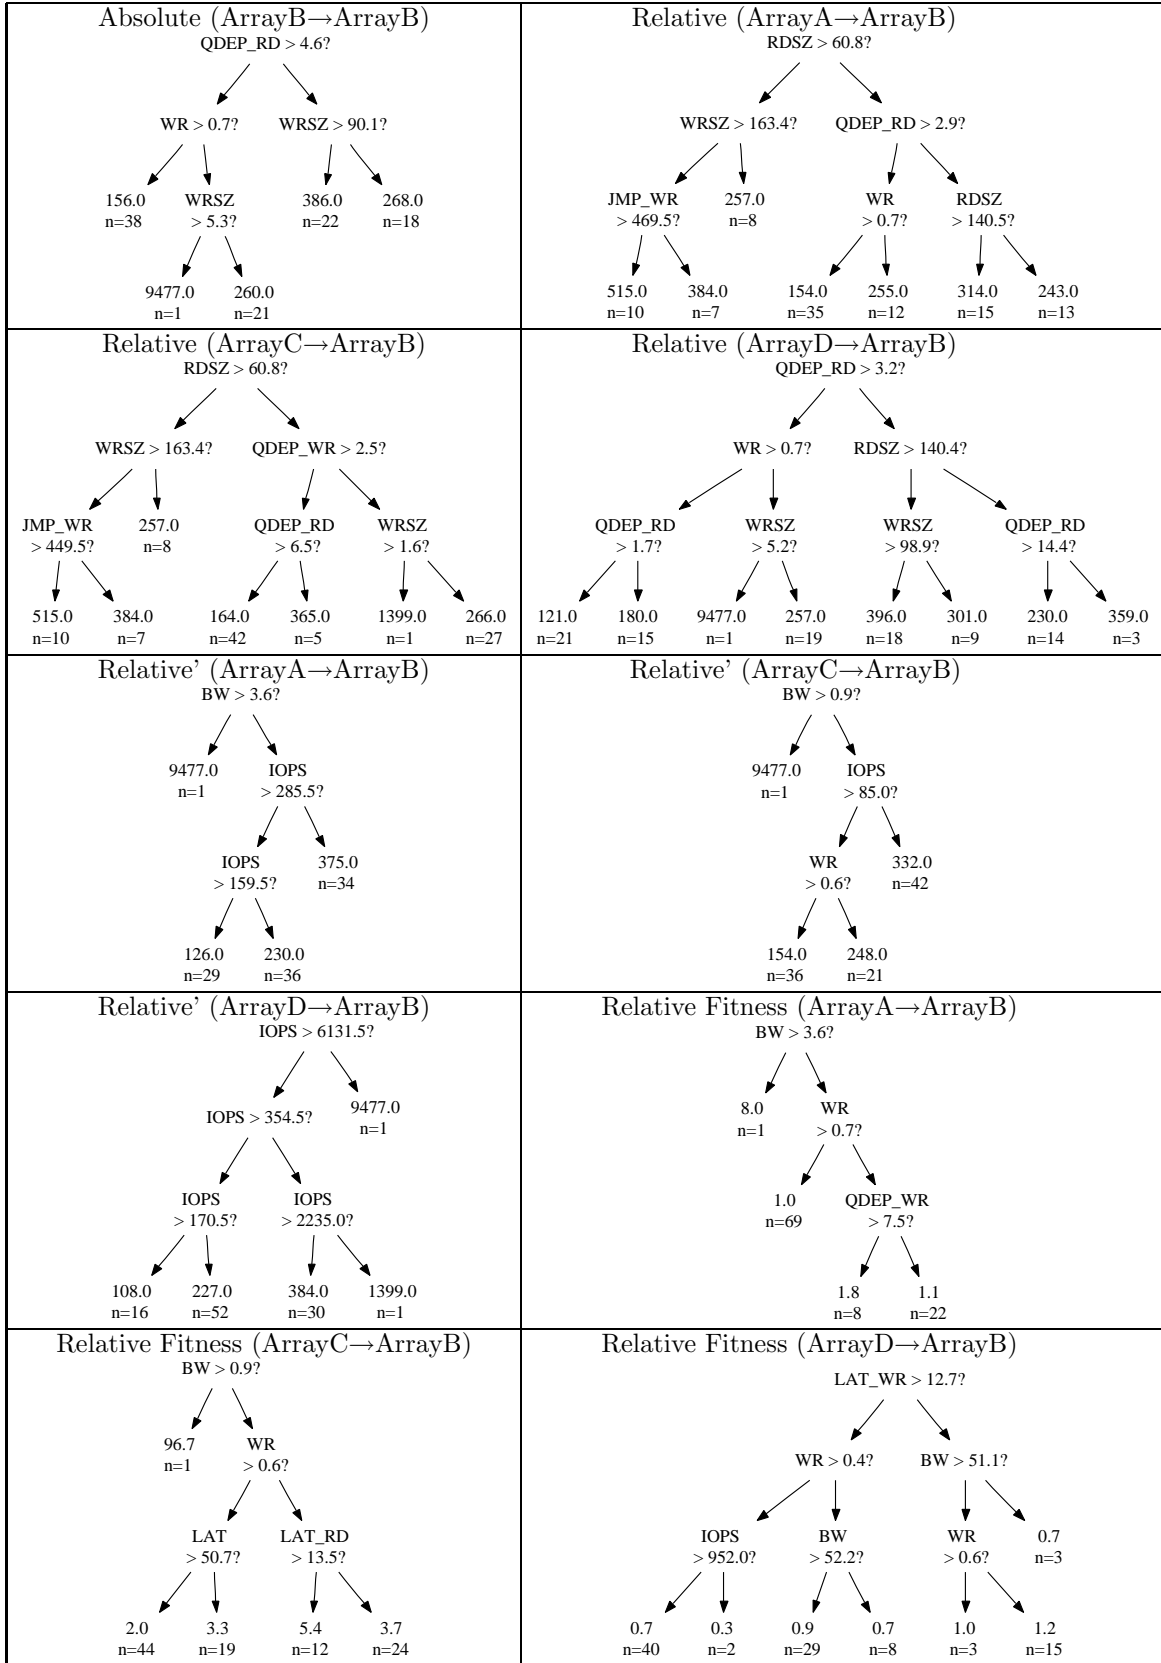 Absolute (ArrayB→ArrayB)
QDEP_RD > 4.6?
WR > 0.7? WRSZ > 90.1?
156.0 WRSZ 386.0 268.0
n=38 > 5.3? n=22 n=18
9477.0 260.0
n=1 n=21
Relative (ArrayA→ArrayB)
RDSZ > 60.8?
WRSZ > 163.4? QDEP_RD > 2.9?
JMP_WR 257.0 WR RDSZ
> 469.5? n=8 > 0.7? > 140.5?
515.0 384.0 154.0 255.0 314.0 243.0
n=10 n=7 n=35 n=12 n=15 n=13
Relative (ArrayC→ArrayB)
RDSZ > 60.8?
WRSZ > 163.4? QDEP_WR > 2.5?
JMP_WR 257.0 QDEP_RD WRSZ
> 449.5? n=8 > 6.5? > 1.6?
515.0 384.0 164.0 365.0 1399.0 266.0
n=10 n=7 n=42 n=5 n=1 n=27
Relative (ArrayD→ArrayB)
QDEP_RD > 3.2?
WR > 0.7? RDSZ > 140.4?
QDEP_RD WRSZ WRSZ QDEP_RD
> 1.7? > 5.2? > 98.9? > 14.4?
121.0 180.0 9477.0 257.0 396.0 301.0 230.0 359.0
n=21 n=15 n=1 n=19 n=18 n=9 n=14 n=3
Relative’ (ArrayA→ArrayB)
BW > 3.6?
9477.0 IOPS
n=1 > 285.5?
IOPS 375.0
> 159.5? n=34
126.0 230.0
n=29 n=36
Relative’ (ArrayC→ArrayB)
BW > 0.9?
9477.0 IOPS
n=1 > 85.0?
WR 332.0
> 0.6? n=42
154.0 248.0
n=36 n=21
Relative’ (ArrayD→ArrayB)
IOPS > 6131.5?
IOPS > 354.5? 9477.0
n=1
IOPS IOPS
> 170.5? > 2235.0?
108.0 227.0 384.0 1399.0
n=16 n=52 n=30 n=1
Relative Fitness (ArrayA→ArrayB)
BW > 3.6?
8.0 WR
n=1 > 0.7?
1.0 QDEP_WR
n=69 > 7.5?
1.8 1.1
n=8 n=22
Relative Fitness (ArrayC→ArrayB)
BW > 0.9?
96.7 WR
n=1 > 0.6?
LAT LAT_RD
> 50.7? > 13.5?
2.0 3.3 5.4 3.7
n=44 n=19 n=12 n=24
Relative Fitness (ArrayD→ArrayB)
LAT_WR > 12.7?
WR > 0.4? BW > 51.1?
IOPS BW WR 0.7
> 952.0? > 52.2? > 0.6? n=3
0.7 0.3 0.9 0.7 1.0 1.2
n=40 n=2 n=29 n=8 n=3 n=15